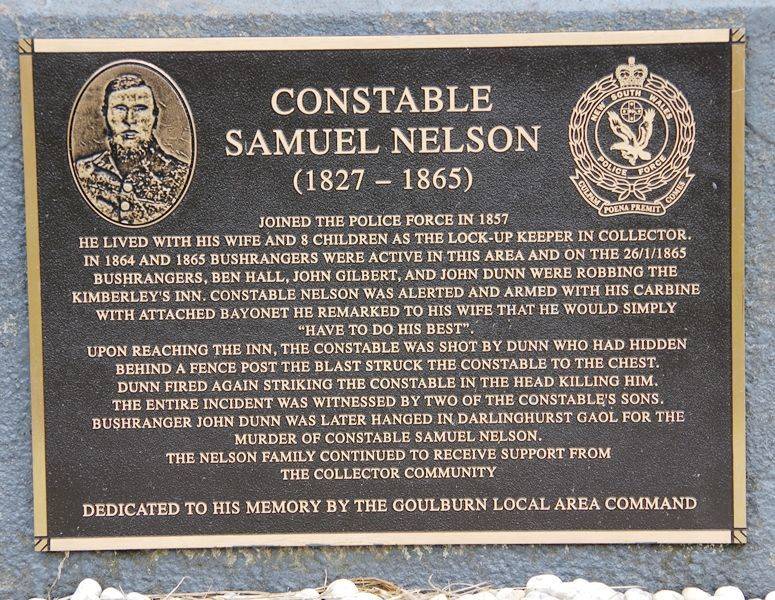 CONSTABLE
SAMUEL NELSON
(1827 – 1865)
NEW SOUTH WALES
POLICE FORCE
CULPAM POENA PREMIT COMES
JOINED THE POLICE FORCE IN 1857
HE LIVED WITH HIS WIFE AND 8 CHILDREN AS THE LOCK-UP KEEPER IN COLLECTOR.
IN 1864 AND 1865 BUSHRANGERS WERE ACTIVE IN THIS AREA AND ON THE 26/1/1865
BUSHRANGERS, BEN HALL, JOHN GILBERT, AND JOHN DUNN WERE ROBBING THE
KIMBERLEY'S INN. CONSTABLE NELSON WAS ALERTED AND ARMED WITH HIS CARBINE
WITH ATTACHED BAYONET HE REMARKED TO HIS WIFE THAT HE WOULD SIMPLY
“HAVE TO DO HIS BEST”.
UPON REACHING THE INN, THE CONSTABLE WAS SHOT BY DUNN WHO HAD HIDDEN
BEHIND A FENCE POST THE BLAST STRUCK THE CONSTABLE TO THE CHEST.
DUNN FIRED AGAIN STRIKING THE CONSTABLE IN THE HEAD KILLING HIM.
THE ENTIRE INCIDENT WAS WITNESSED BY TWO OF THE CONSTABLE'S SONS.
BUSHRANGER JOHN DUNN WAS LATER HANGED IN DARLINGHURST GAOL FOR THE
MURDER OF CONSTABLE SAMUEL NELSON.
THE NELSON FAMILY CONTINUED TO RECEIVE SUPPORT FROM
THE COLLECTOR COMMUNITY
DEDICATED TO HIS MEMORY BY THE GOULBURN LOCAL AREA COMMAND